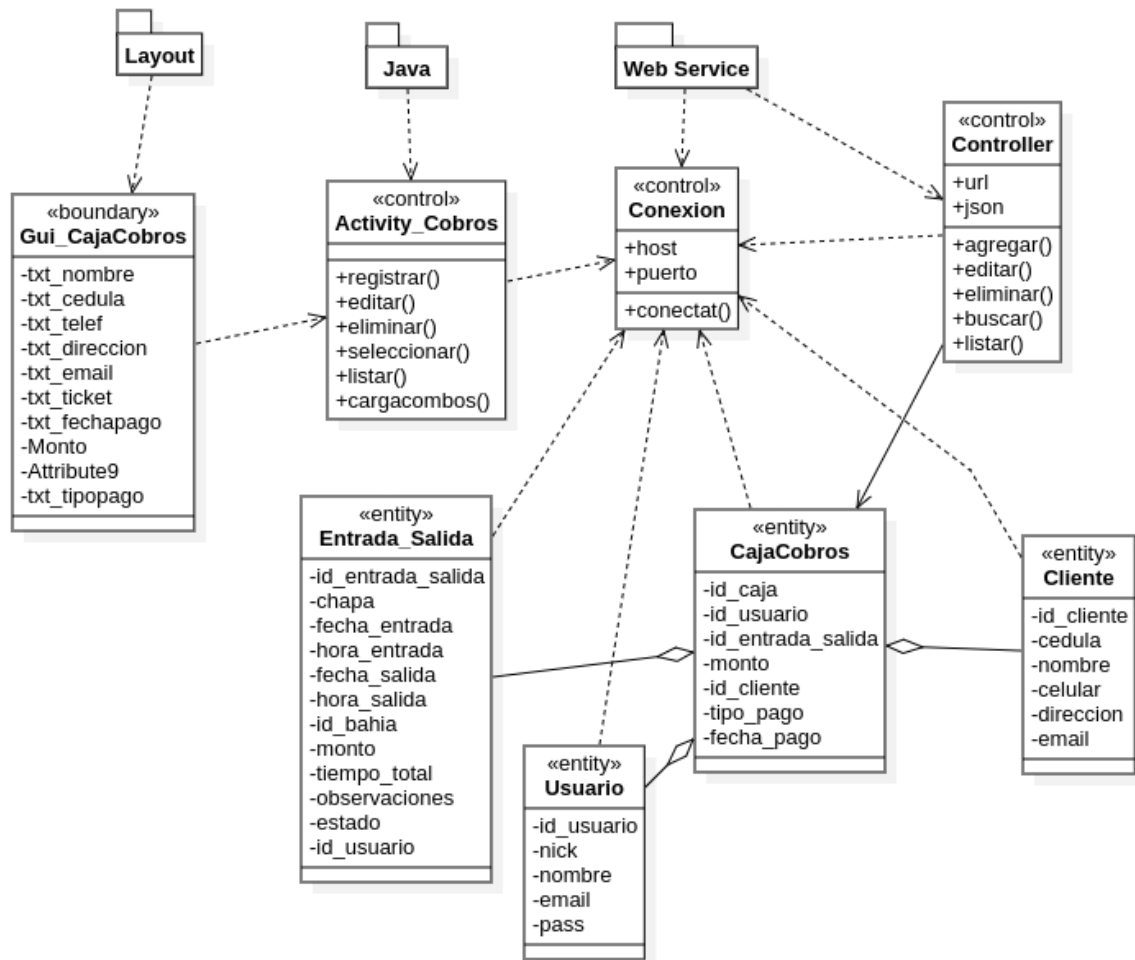 Layout
Java
Web Service
«control»
Controller
+url
+json
+agregar()
+editar()
+eliminar()
+buscar()
+listar()
«boundary»
Gui_CajaCobros
-txt_nombre
-txt_cedula
-txt_telef
-txt_direccion
-txt_email
-txt_ticket
-txt_fechapago
-Monto
-Attribute9
-txt_tipopago
«control»
Activity_Cobros
+registrar()
+editar()
+eliminar()
+seleccionar()
+listar()
+cargacombos()
«control»
Conexion
+host
+puerto
+conectat()
«entity»
Entrada_Salida
-id_entrada_salida
-chapa
-fecha_entrada
-hora_entrada
-fecha_salida
-hora_salida
-id_bahia
-monto
-tiempo_total
-observaciones
-estado
-id_usuario
«entity»
Usuario
-id_usuario
-nick
-nombre
-email
-pass
«entity»
CajaCobros
-id_caja
-id_usuario
-id_entrada_salida
-monto
-id_cliente
-tipo_pago
-fecha_pago
«entity»
Cliente
-id_cliente
-cedula
-nombre
-celular
-direccion
-email